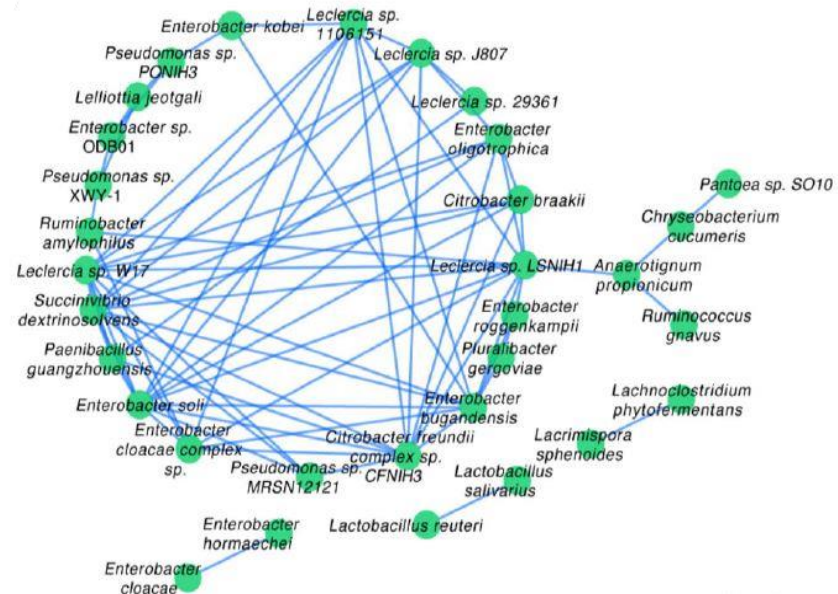 Leclercia sp.
1106151
Enterobacter kobei
Pseudomonas sp.
PONIH3
Leclercia sp. J807
Lelliottia jeotgali
Leclercia sp. 29361
Enterobacter sp.
ODB01
Enterobacter
oligotrophica
Pseudomonas sp.
XWY-1
Citrobacter braakii
Pantoea sp. SO10
Ruminobacter
amylophilus
Chryseobacterium
cucumeris
Leclercia sp. W17
Leclercia sp. LSNIH1
Anaerotignum
propionicum
Succinivibrio
dextrinosolvens
Enterobacter
roggenkampii
Ruminococcus
gnavus
Paenibacillus
guangzhouensis
Pluralibacter
gergoviae
Enterobacter soli
Enterobacter
bugandensis
Lachnoclostridium
phytofermentans
Enterobacter
cloacae complex
sp.
Citrobacter freundii
complex sp.
CFNIH3
Lacrimispora
sphenoides
Pseudomonas sp.
MRSN12121
Lactobacillus
salivarius
Lactobacillus reuteri
Enterobacter
hormaechei
Enterobacter
cloacae